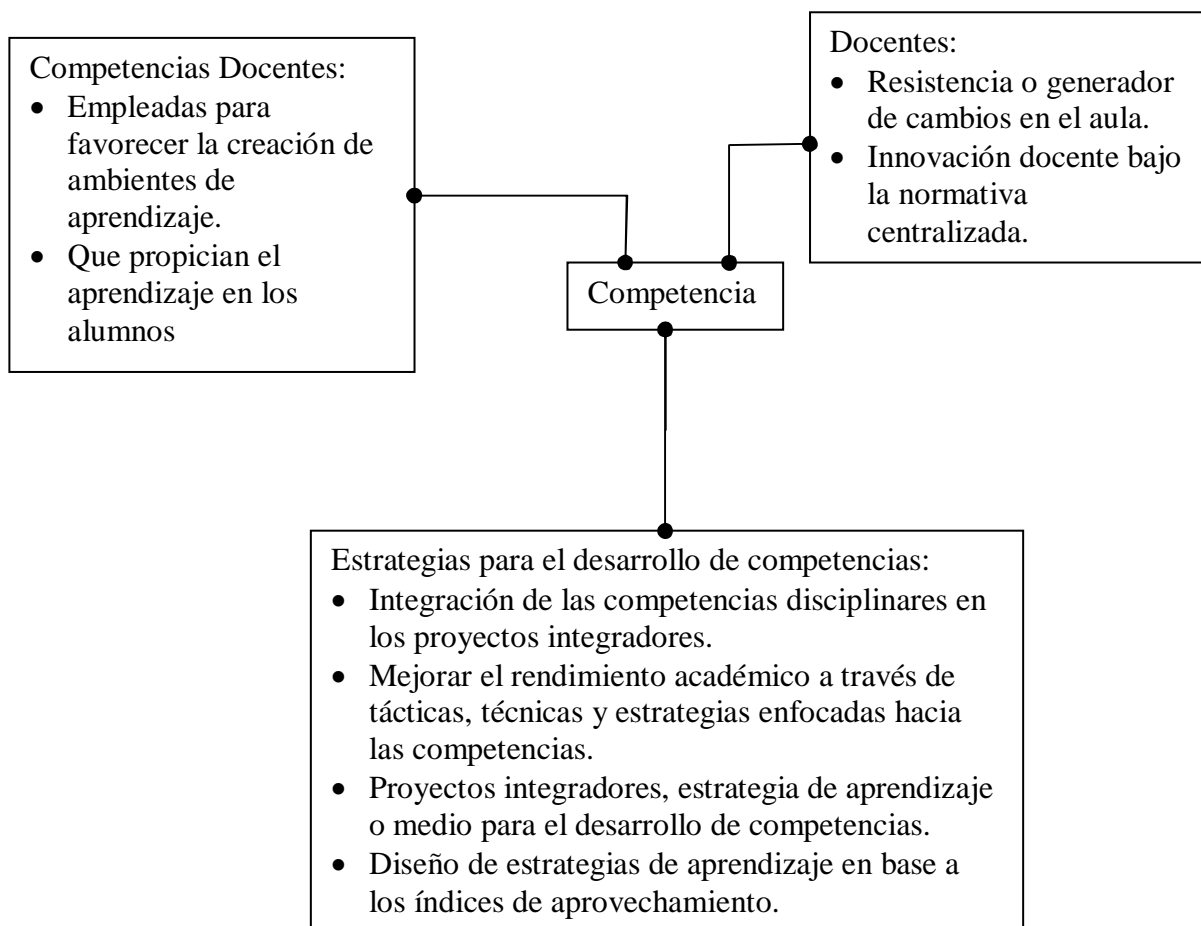 Competencias Docentes:
• Empleadas para
favorecer la creación de
ambientes de
aprendizaje.
• Que propician el
aprendizaje en los
alumnos
Docentes:
• Resistencia o generador
de cambios en el aula.
• Innovación docente bajo
la normativa
centralizada.
Competencia
Estrategias para el desarrollo de competencias:
• Integración de las competencias disciplinares en
los proyectos integradores.
• Mejorar el rendimiento académico a través de
tácticas, técnicas y estrategias enfocadas hacia
las competencias.
• Proyectos integradores, estrategia de aprendizaje
o medio para el desarrollo de competencias.
• Diseño de estrategias de aprendizaje en base a
los índices de aprovechamiento.